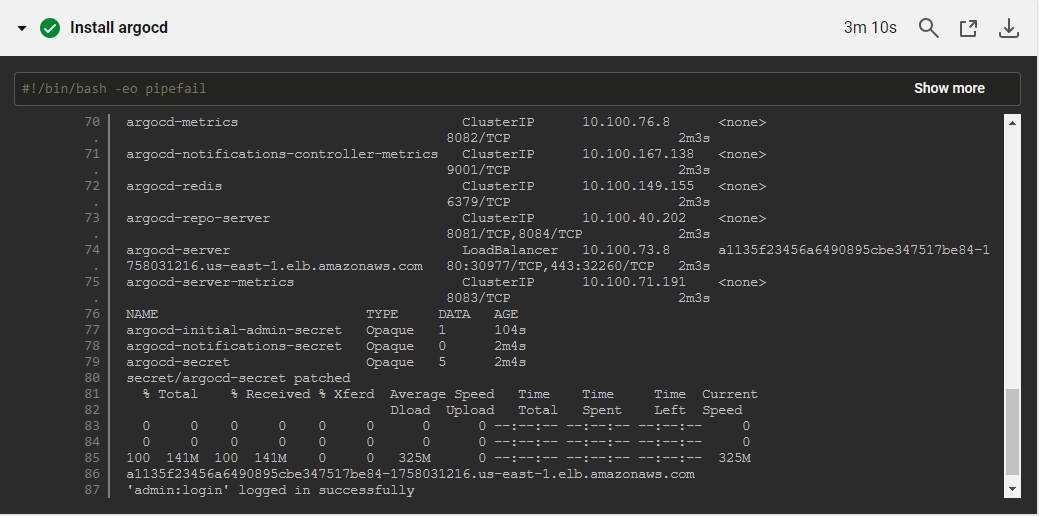 Install argocd 3m 10s
#!/bin/bash -eo pipefail Show more
70 argocd-metrics ClusterIP 10.100.76.8 <none>
. 8082/TCP 2m3s
71 argocd-notifications-controller-metrics ClusterIP 10.100.167.138 <none>
. 9001/TCP 2m3s
72 argocd-redis ClusterIP 10.100.149.155 <none>
. 6379/TCP 2m3s
73 argocd-repo-server ClusterIP 10.100.40.202 <none>
. 8081/TCP,8084/TCP 2m3s
74 argocd-server LoadBalancer 10.100.73.8 a1135f23456a6490895cbe347517be84-1
. 758031216.us-east-1.elb.amazonaws.com 80:30977/TCP,443:32260/TCP 2m3s
75 argocd-server-metrics ClusterIP 10.100.71.191 <none>
. 8083/TCP 2m3s
76 NAME TYPE DATA AGE
77 argocd-initial-admin-secret Opaque 1 104s
78 argocd-notifications-secret Opaque 0 2m4s
79 argocd-secret Opaque 5 2m4s
80 secret/argocd-secret patched
81 % Total % Received % Xferd Average Speed Time Time Time Current
82 Dload Upload Total Spent Left Speed
83 0 0 0 0 0 0 0 0 --:--:-- --:--:-- --:--:-- 0
84 0 0 0 0 0 0 0 0 --:--:-- --:--:-- --:--:-- 0
85 100 141M 100 141M 0 0 325M 0 --:--:-- --:--:-- --:--:-- 325M
86 a1135f23456a6490895cbe347517be84-1758031216.us-east-1.elb.amazonaws.com
87 'admin:login' logged in successfully